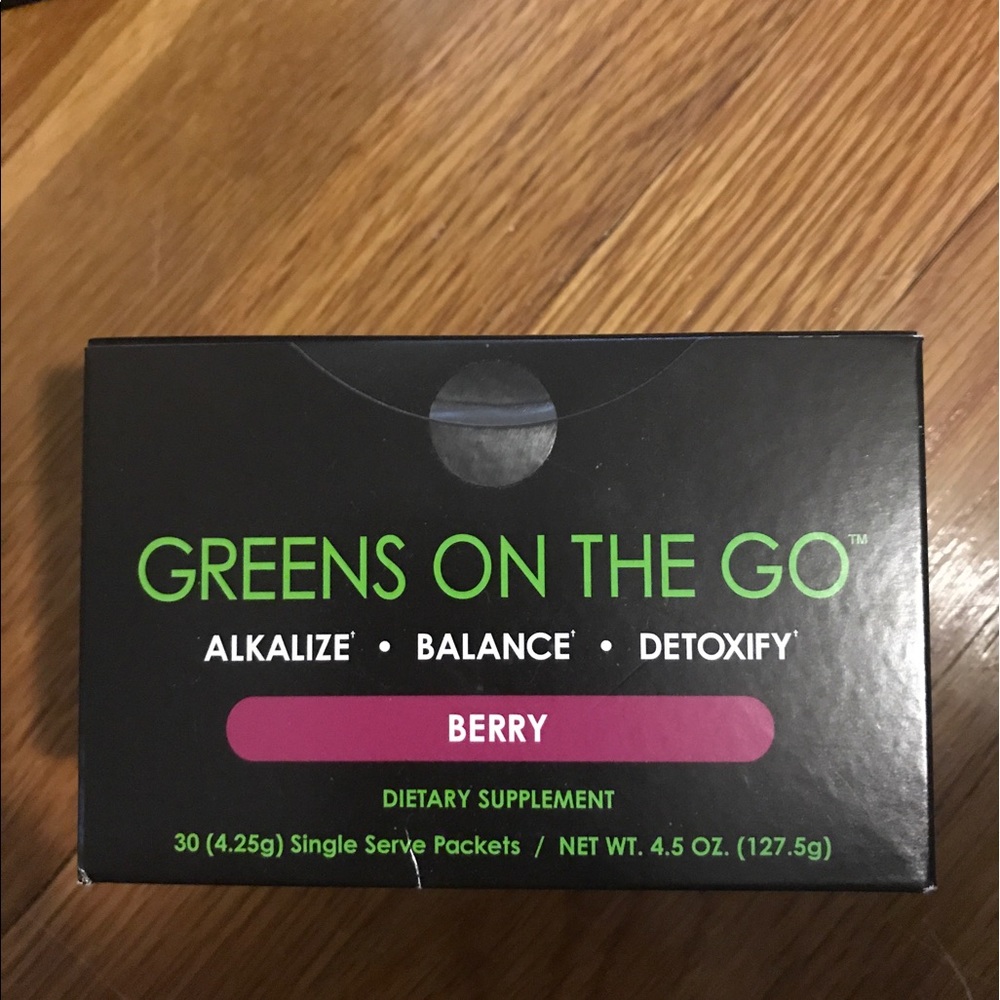 GREENS ON THE GO™
ALKALIZE† • BALANCE† • DETOXIFY†
BERRY
DIETARY SUPPLEMENT
30 (4.25g) Single Serve Packets / NET WT. 4.5 OZ. (127.5g)